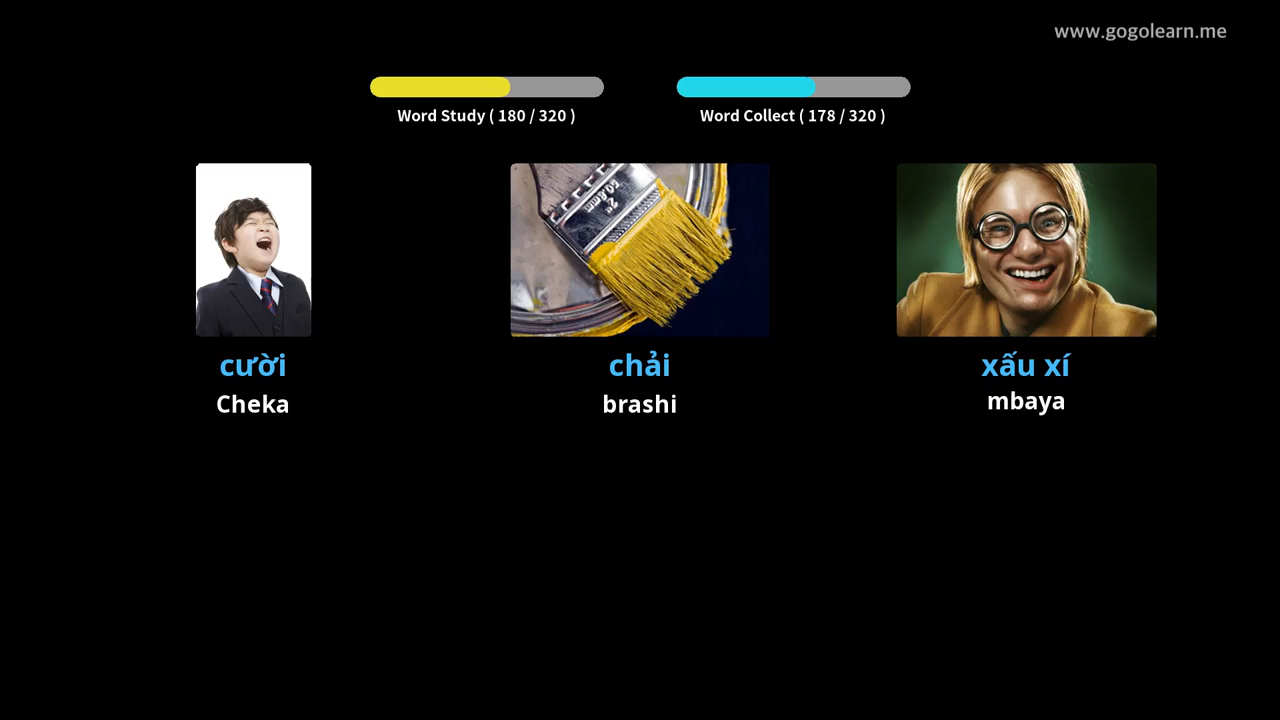 www.gogolearn.me
Word Study ( 180 / 320 )
Word Collect ( 178 / 320 )
cười
chải
xấu xí
Cheka
brashi
mbaya